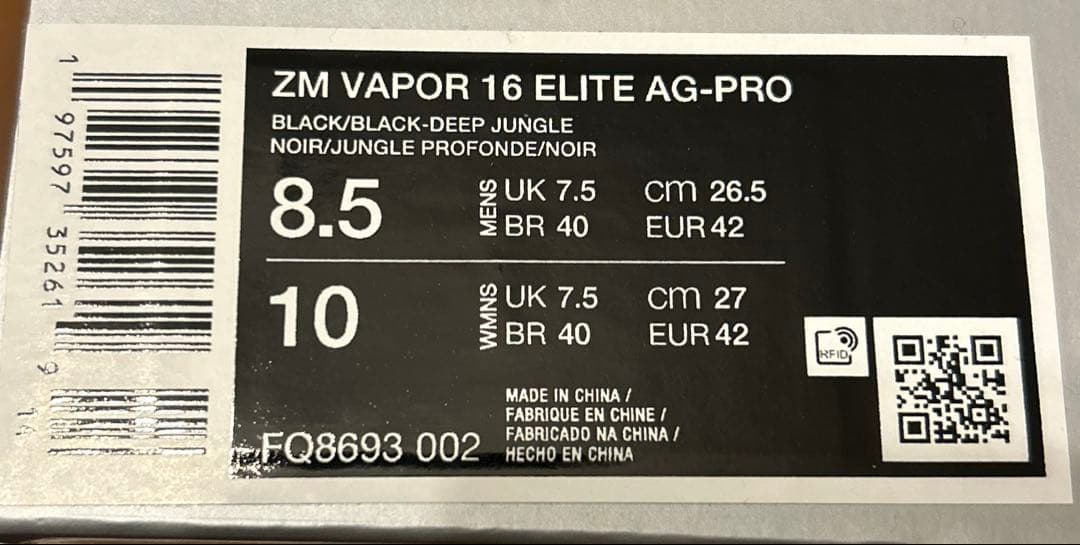 ZM VAPOR 16 ELITE AG-PRO
BLACK/BLACK-DEEP JUNGLE
NOIR/JUNGLE PROFONDE/NOIR
8.5 MENS UK 7.5 cm 26.5
BR 40 EUR 42
10 WMNS UK 7.5 cm 27
BR 40 EUR 42
RFID
MADE IN CHINA /
FABRIQUE EN CHINE /
FABRICADO NA CHINA /
HECHO EN CHINA
FQ8693 002
1 97597 35261 9 14